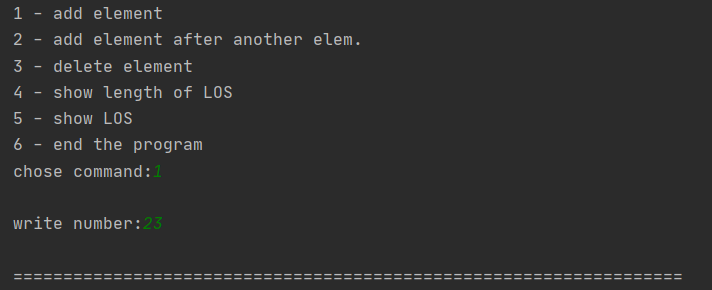 1 - add element
2 - add element after another elem.
3 - delete element
4 - show length of LOS
5 - show LOS
6 - end the program
chose command:1
write number:23
===================================================================